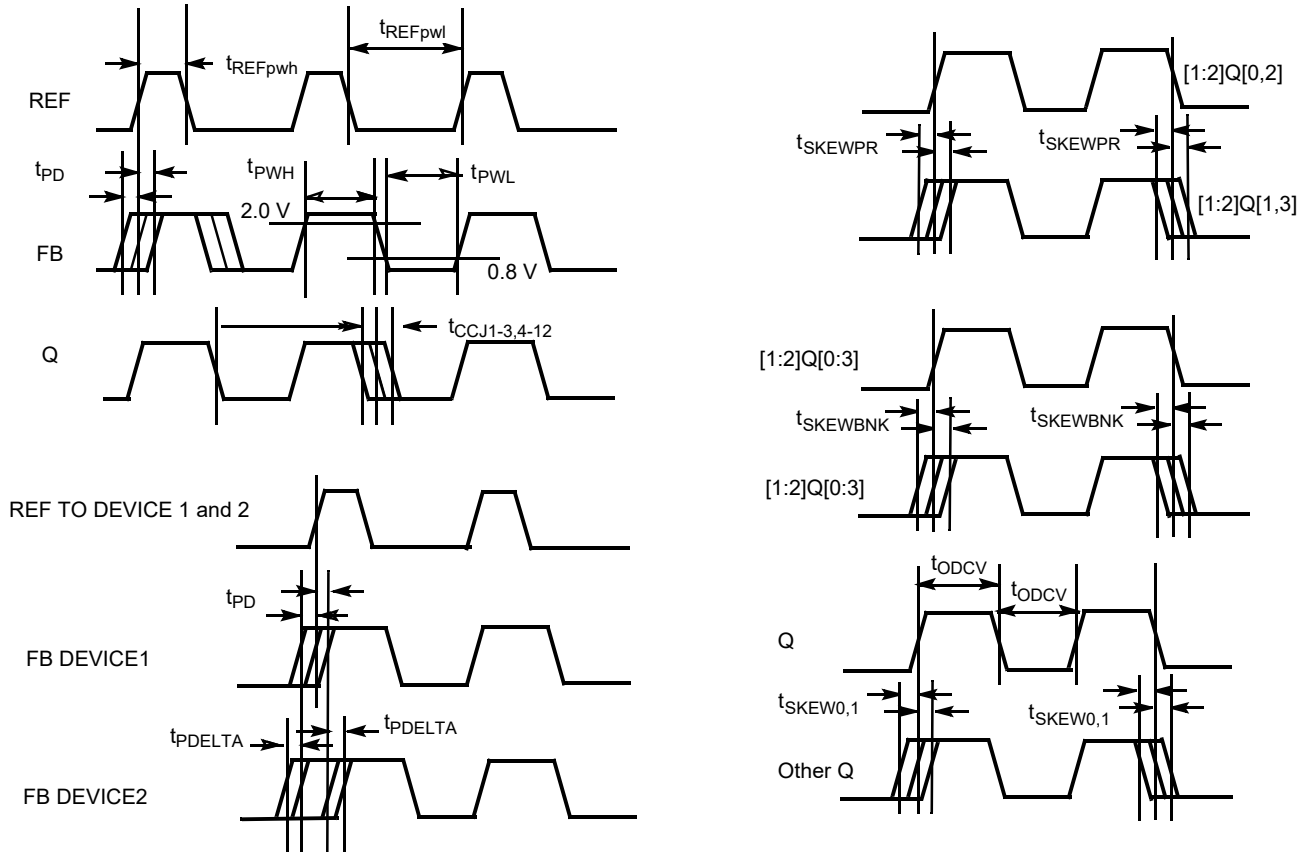 tREFpwl
tREFpwh
REF
tPD
tPWH
tPWL
2.0 V
FB
0.8 V
tCCJ1-3,4-12
Q
REF TO DEVICE 1 and 2
tPD
FB DEVICE1
tPDELTA
tPDELTA
FB DEVICE2
[1:2]Q[0,2]
tSKEWPR
tSKEWPR
[1:2]Q[1,3]
[1:2]Q[0:3]
tSKEWBNK
tSKEWBNK
[1:2]Q[0:3]
tODCV
tODCV
Q
tSKEW0,1
tSKEW0,1
Other Q